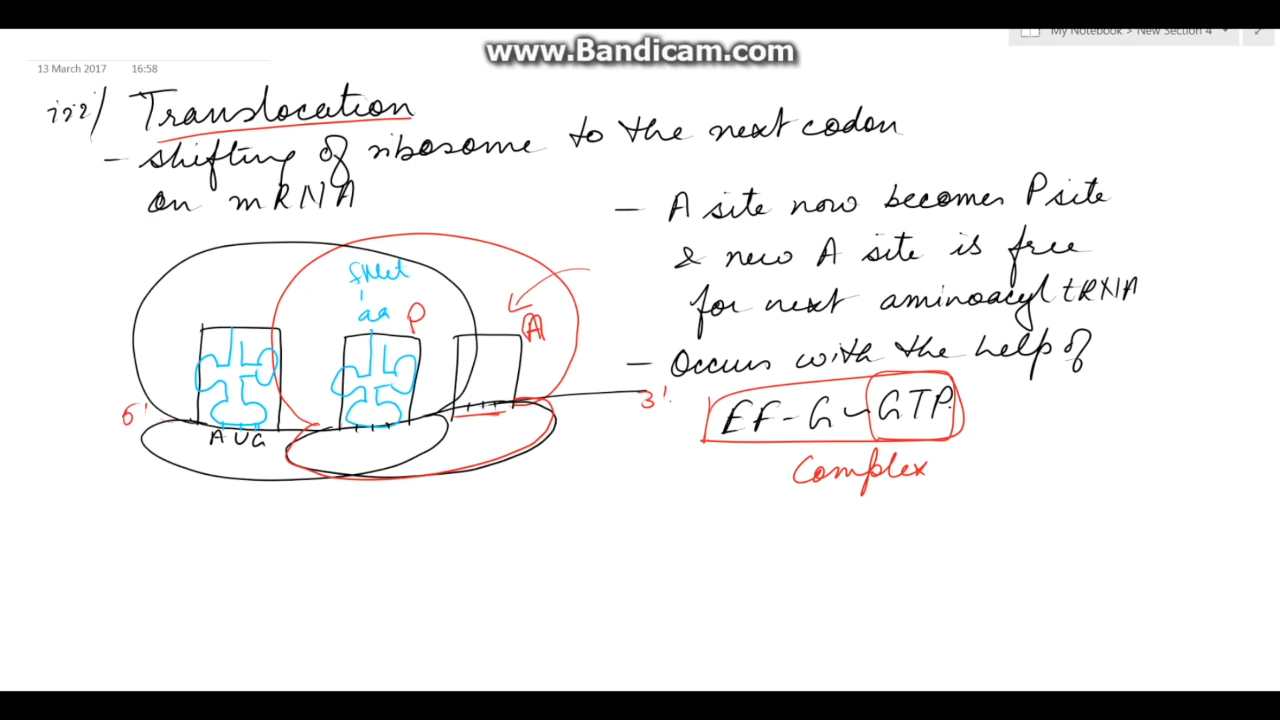 www.Bandicam.com
My Notebook > New Section 4
13 March 2017 16:58
iii) Translocation
- shifting of ribosome to the next codon
on mRNA
- A site now becomes P site
& new A site is free
for next aminoacyl tRNA
- Occurs with the help of
EF-G ~ GTP
Complex
fmet
aa
P
A
5'
3'
AUG